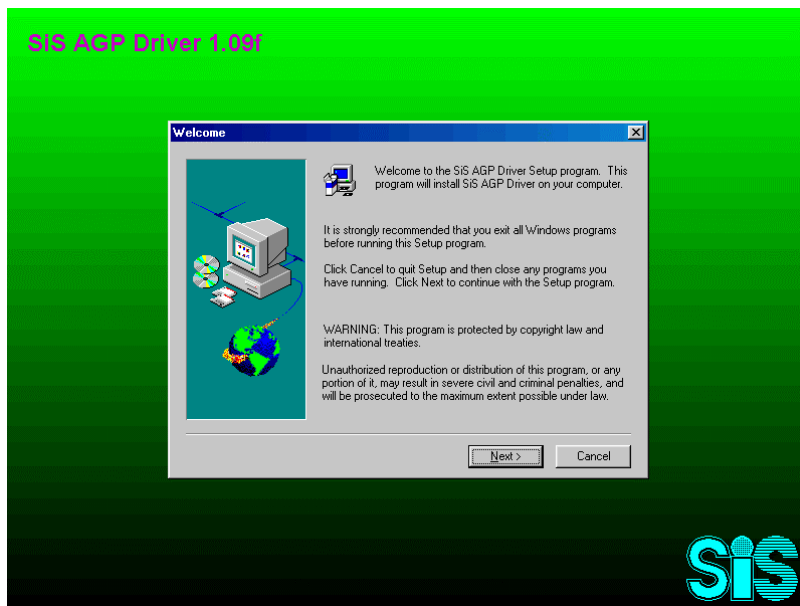 SiS AGP Driver 1.09f
Welcome
Welcome to the SiS AGP Driver Setup program. This
program will install SiS AGP Driver on your computer.
It is strongly recommended that you exit all Windows programs
before running this Setup program.
Click Cancel to quit Setup and then close any programs you
have running. Click Next to continue with the Setup program.
WARNING: This program is protected by copyright law and
international treaties.
Unauthorized reproduction or distribution of this program, or any
portion of it, may result in severe civil and criminal penalties, and
will be prosecuted to the maximum extent possible under law.
Next >
Cancel
SiS